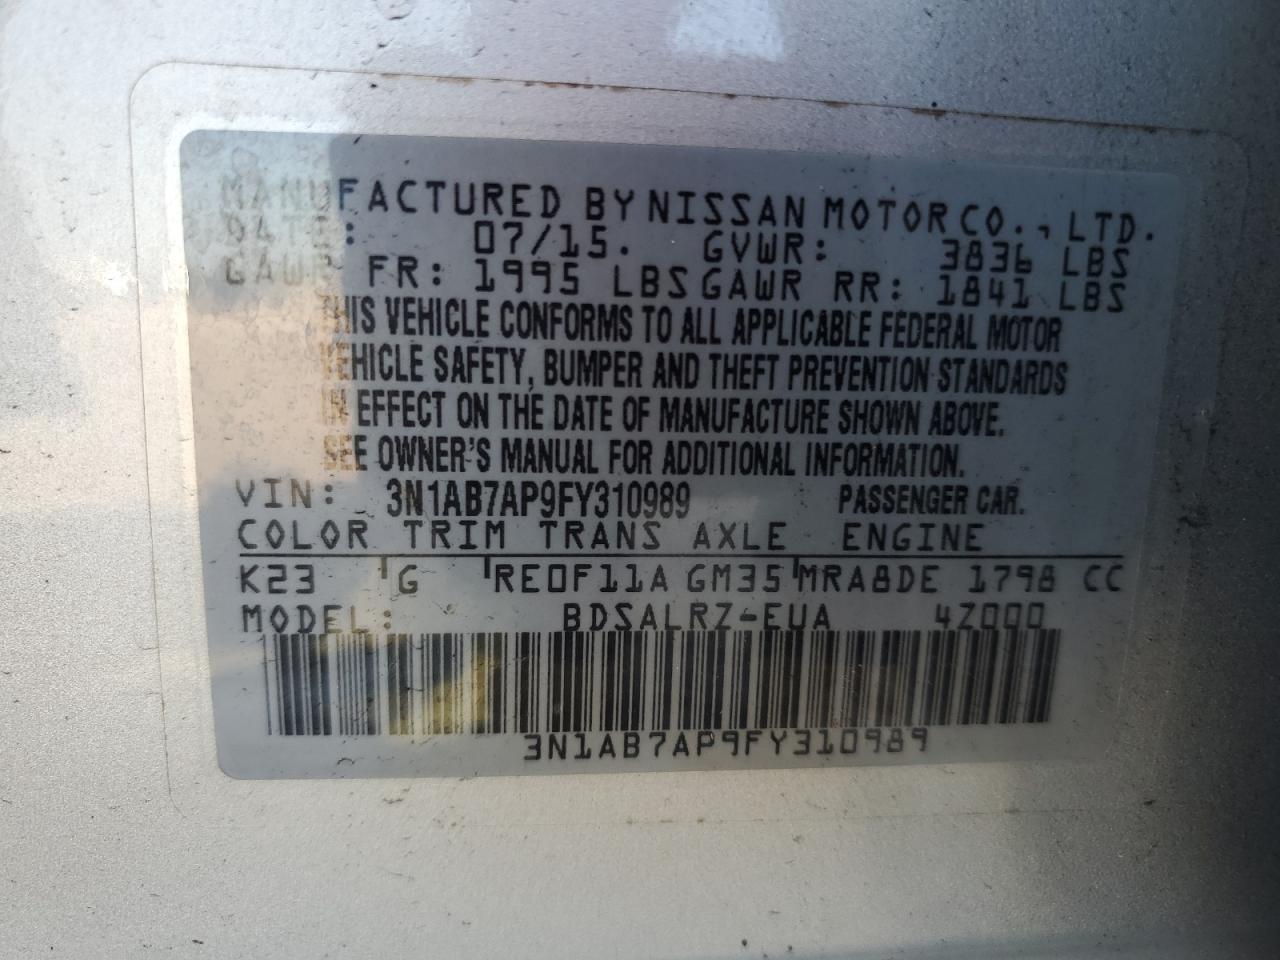 MANUFACTURED BY NISSAN MOTOR CO., LTD.
DATE: 07/15. GVWR: 3836 LBS
GAWR FR: 1995 LBS GAWR RR: 1841 LBS
THIS VEHICLE CONFORMS TO ALL APPLICABLE FEDERAL MOTOR
VEHICLE SAFETY, BUMPER AND THEFT PREVENTION STANDARDS
IN EFFECT ON THE DATE OF MANUFACTURE SHOWN ABOVE.
SEE OWNER'S MANUAL FOR ADDITIONAL INFORMATION.
VIN: 3N1AB7AP9FY310989 PASSENGER CAR.
COLOR TRIM TRANS AXLE ENGINE
K23 G RE0F11A GM35 MRA8DE 1798 CC
MODEL: BDSALRZ-EUA 4Z000
3N1AB7AP9FY310989